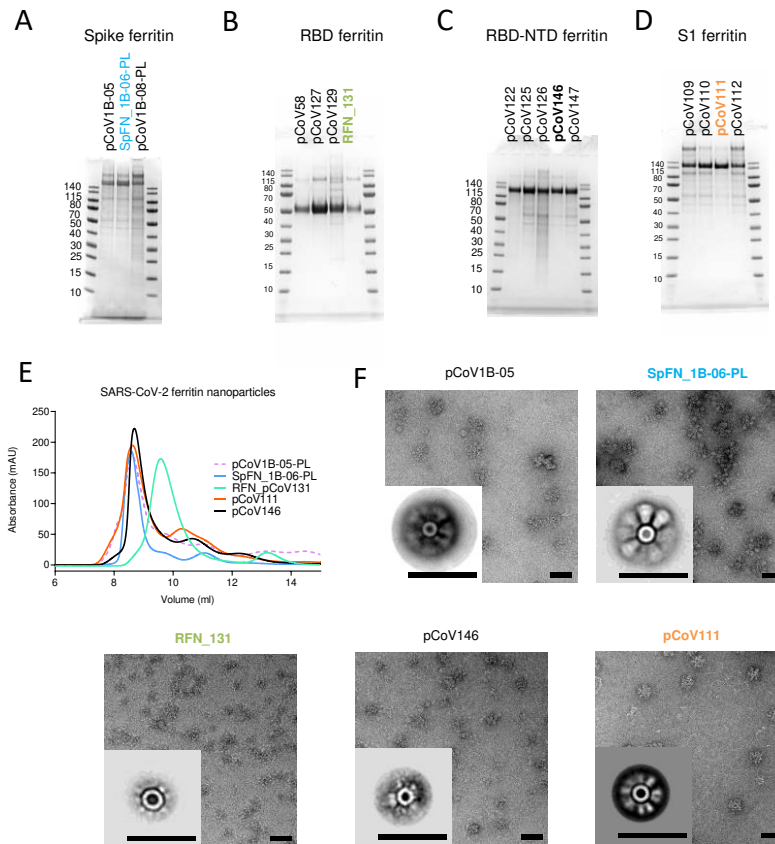 A
Spike ferritin
pCoV1B-05
SpFN_1B-06-PL
pCoV1B-08-PL
140
115
80
70
50
40
30
25
15
10
B
RBD ferritin
pCoV58
pCoV127
pCoV129
RFN_131
140
115
80
70
50
40
30
25
15
10
C
RBD-NTD ferritin
pCoV122
pCoV125
pCoV126
pCoV146
pCoV147
140
115
80
70
50
40
30
25
15
10
D
S1 ferritin
pCoV109
pCoV110
pCoV111
pCoV112
140
115
80
70
50
40
30
25
15
10
E
SARS-CoV-2 ferritin nanoparticles
Absorbance (mAU)
250
200
150
100
50
0
6
8
10
12
14
Volume (ml)
pCoV1B-05-PL
SpFN_1B-06-PL
RFN_pCoV131
pCoV111
pCoV146
F
pCoV1B-05
SpFN_1B-06-PL
RFN_131
pCoV146
pCoV111